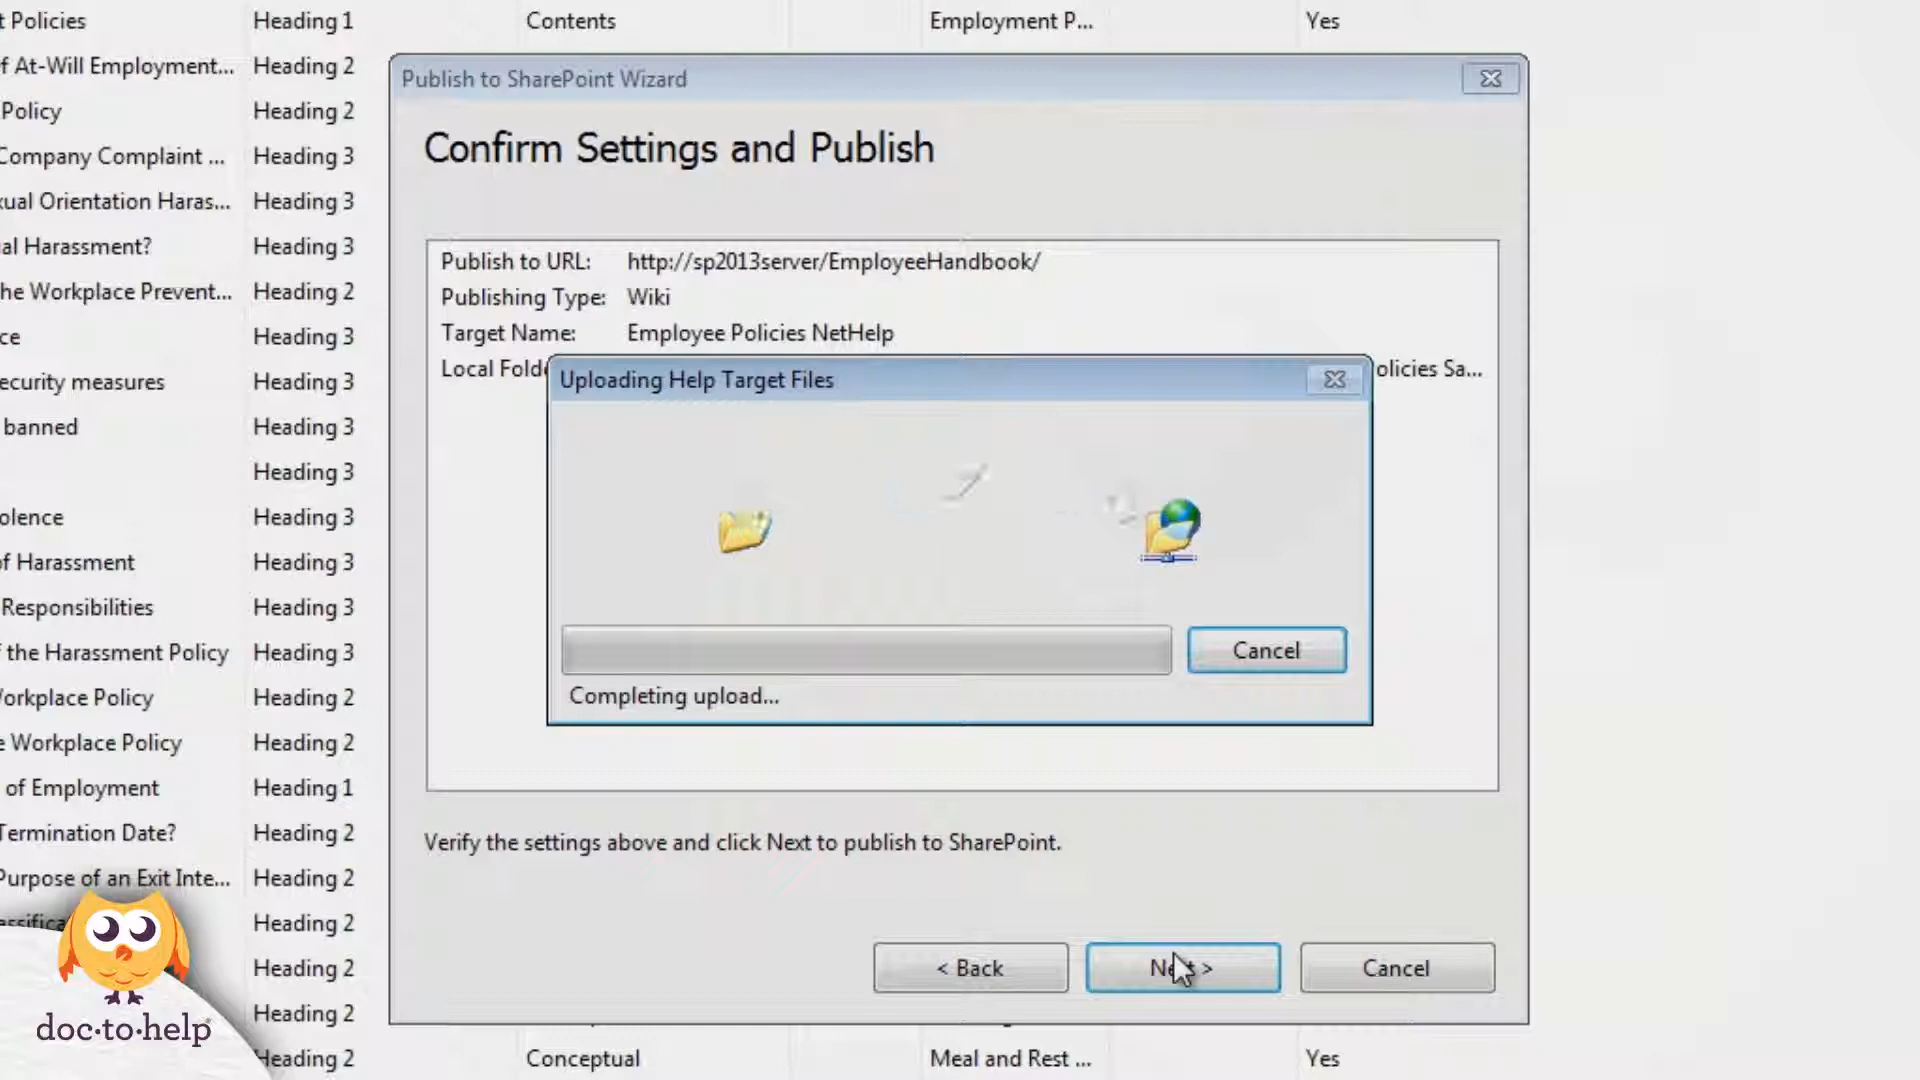 t Policies Heading 1 Contents Employment P... Yes
f At-Will Employment... Heading 2
Publish to SharePoint Wizard
Policy Heading 2
Confirm Settings and Publish
Company Complaint ... Heading 3
xual Orientation Haras... Heading 3
al Harassment? Heading 3
Publish to URL: http://sp2013server/EmployeeHandbook/
he Workplace Prevent... Heading 2
Publishing Type: Wiki
ce Heading 3
Target Name: Employee Policies NetHelp
Local Folde olicies Sa...
ecurity measures Heading 3
Uploading Help Target Files
banned Heading 3
Heading 3
olence Heading 3
of Harassment Heading 3
Responsibilities Heading 3
f the Harassment Policy Heading 3
Cancel
Completing upload...
Workplace Policy Heading 2
e Workplace Policy Heading 2
of Employment Heading 1
Termination Date? Heading 2
Verify the settings above and click Next to publish to SharePoint.
Purpose of an Exit Inte... Heading 2
assifica Heading 2
Heading 2
< Back Next > Cancel
Heading 2
doc·to·help
Heading 2 Conceptual Meal and Rest ... Yes